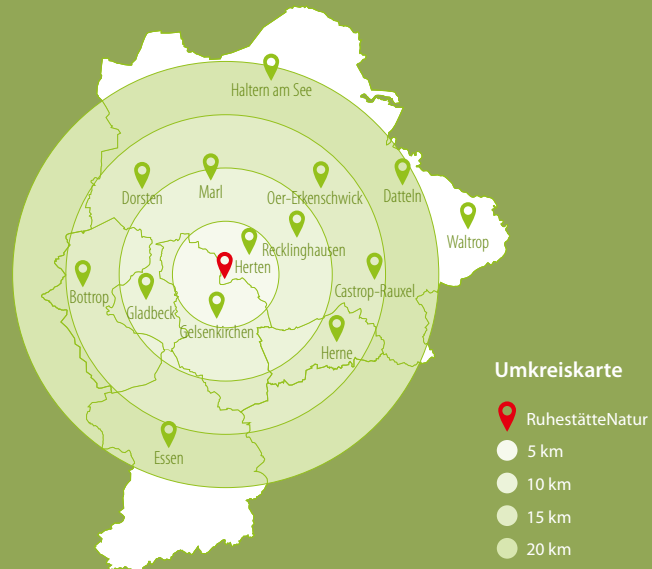 Haltern am See
Dorsten
Marl
Oer-Erkenschwick
Datteln
Waltrop
Recklinghausen
Herten
Bottrop
Gladbeck
Castrop-Rauxel
Gelsenkirchen
Herne
Essen
Umkreiskarte
RuhestätteNatur
5 km
10 km
15 km
20 km